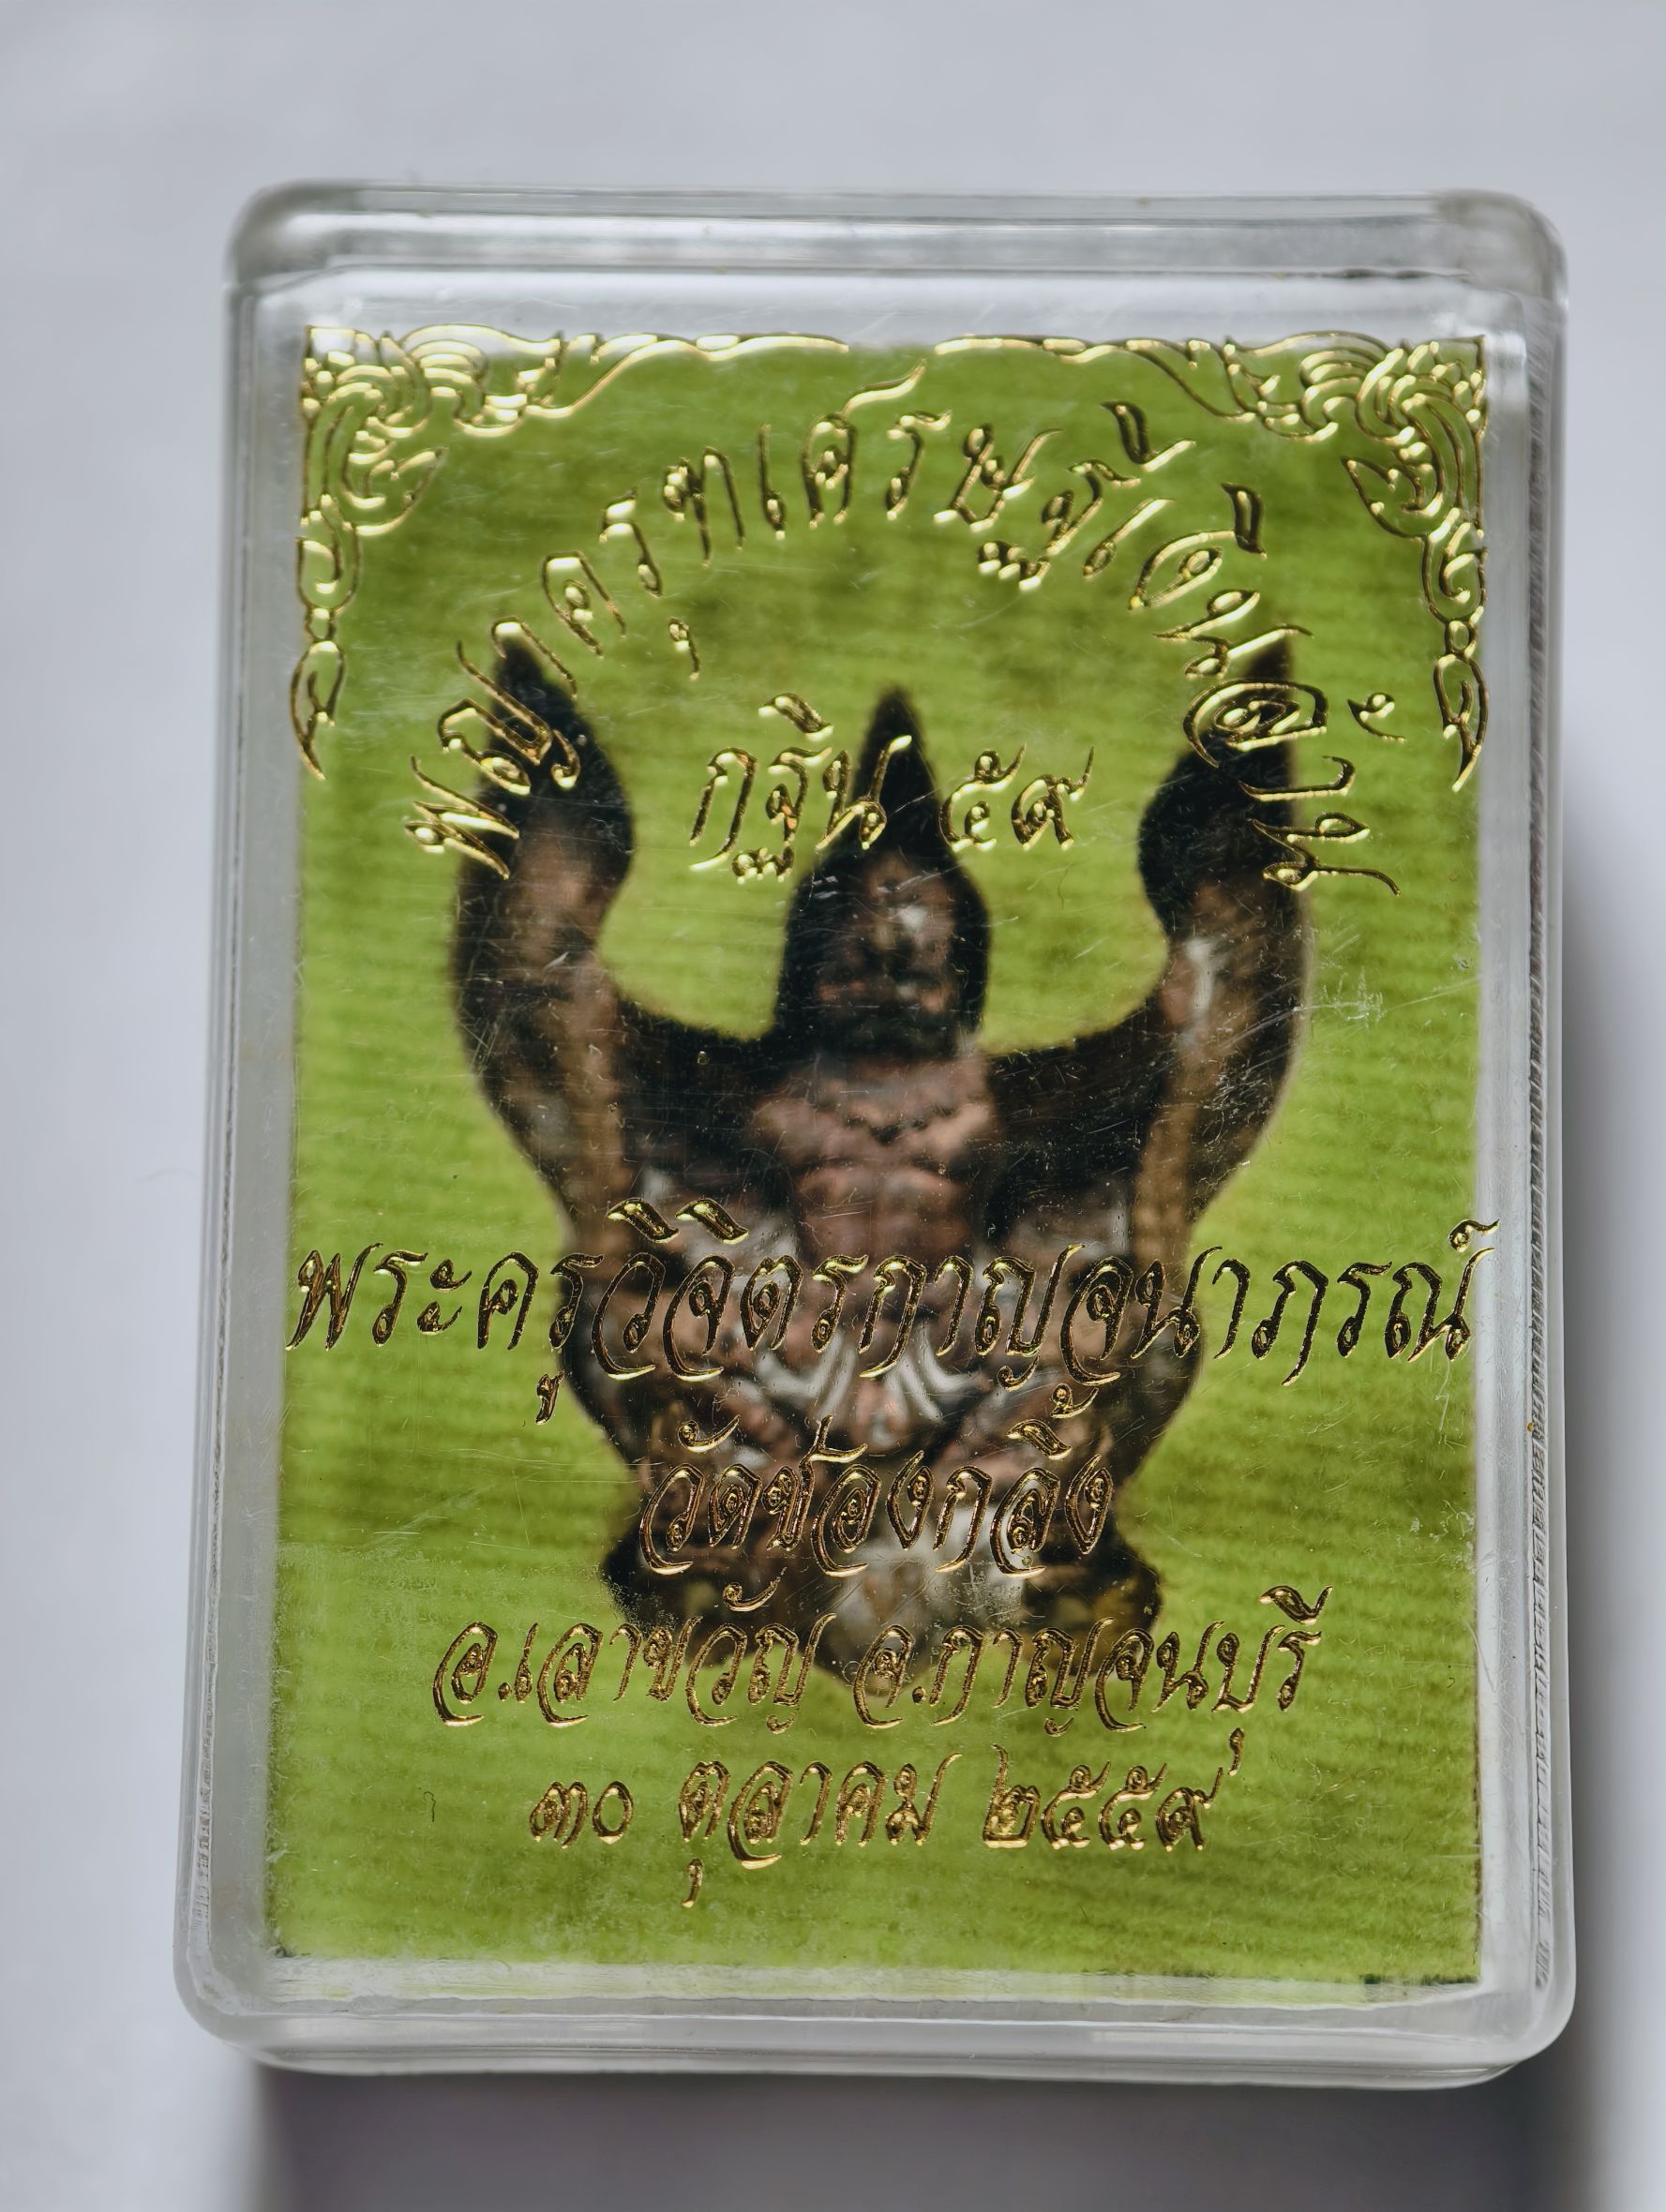 พญาครุฑเศรษฐีเงินล้าน
กฐิน ๕๙
พระครูวิจิตรกาญจนาภรณ์
วัดช่องกลิ้ง
อ.เลาขวัญ จ.กาญจนบุรี
๓๐ ตุลาคม ๒๕๕๙